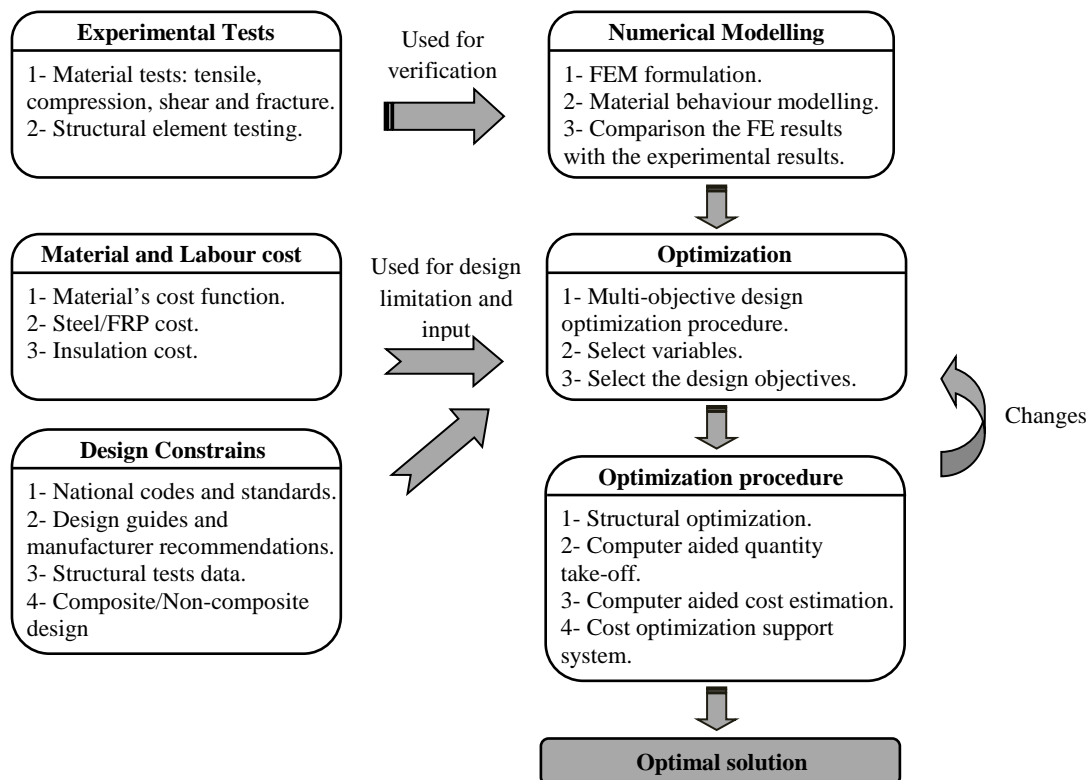 Experimental Tests
1- Material tests: tensile,
compression, shear and fracture.
2- Structural element testing.
Used for
verification
Numerical Modelling
1- FEM formulation.
2- Material behaviour modelling.
3- Comparison the FE results
with the experimental results.
Material and Labour cost
1- Material’s cost function.
2- Steel/FRP cost.
3- Insulation cost.
Used for design
limitation and
input
Optimization
1- Multi-objective design
optimization procedure.
2- Select variables.
3- Select the design objectives.
Changes
Design Constrains
1- National codes and standards.
2- Design guides and
manufacturer recommendations.
3- Structural tests data.
4- Composite/Non-composite
design
Optimization procedure
1- Structural optimization.
2- Computer aided quantity
take-off.
3- Computer aided cost estimation.
4- Cost optimization support
system.
Optimal solution